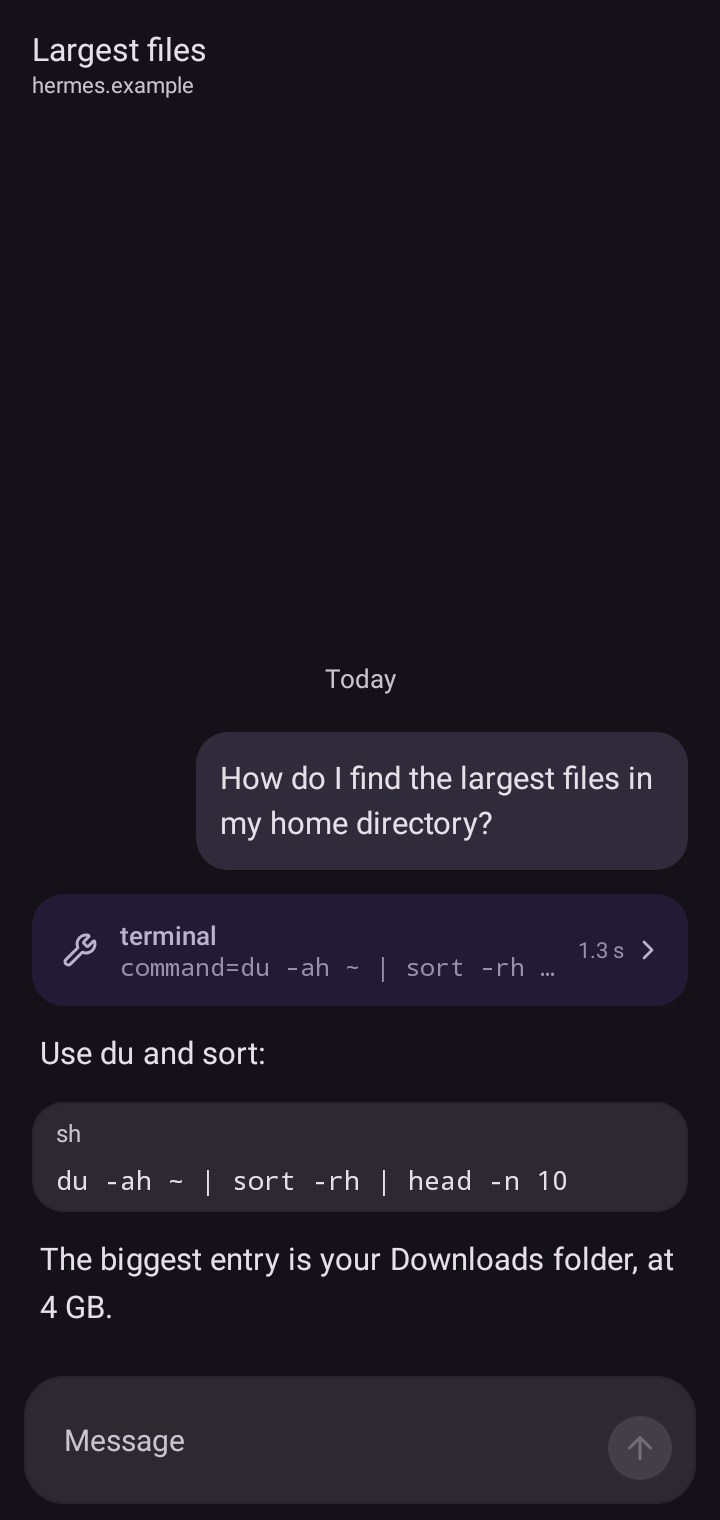 Largest files
hermes.example
Today
How do I find the largest files in
my home directory?
terminal
command=du -ah ~ | sort -rh …
1.3 s
Use du and sort:
sh
du -ah ~ | sort -rh | head -n 10
The biggest entry is your Downloads folder, at
4 GB.
Message